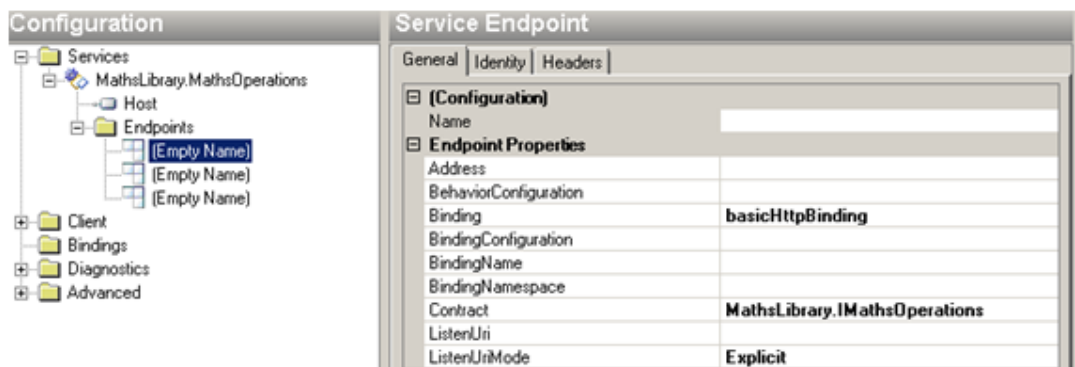 Configuration
Services
MathsLibrary.MathsOperations
Host
Endpoints
(Empty Name)
(Empty Name)
(Empty Name)
Client
Bindings
Diagnostics
Advanced
Service Endpoint
General Identity Headers
(Configuration)
Name
Endpoint Properties
Address
BehaviorConfiguration
Binding basicHttpBinding
BindingConfiguration
BindingName
BindingNamespace
Contract MathsLibrary.IMathsOperations
ListenUri
ListenUriMode Explicit